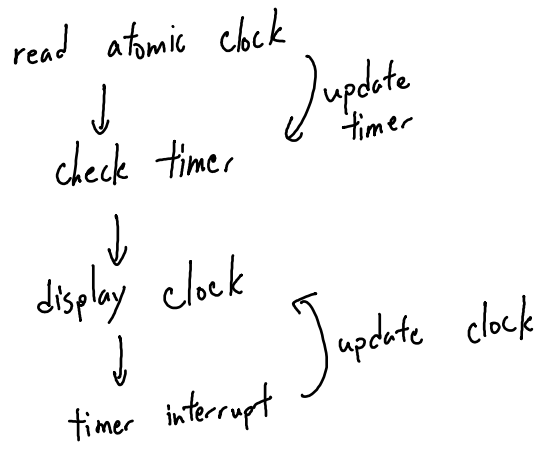 read atomic clock
update
timer
check timer
display clock
update clock
timer interrupt